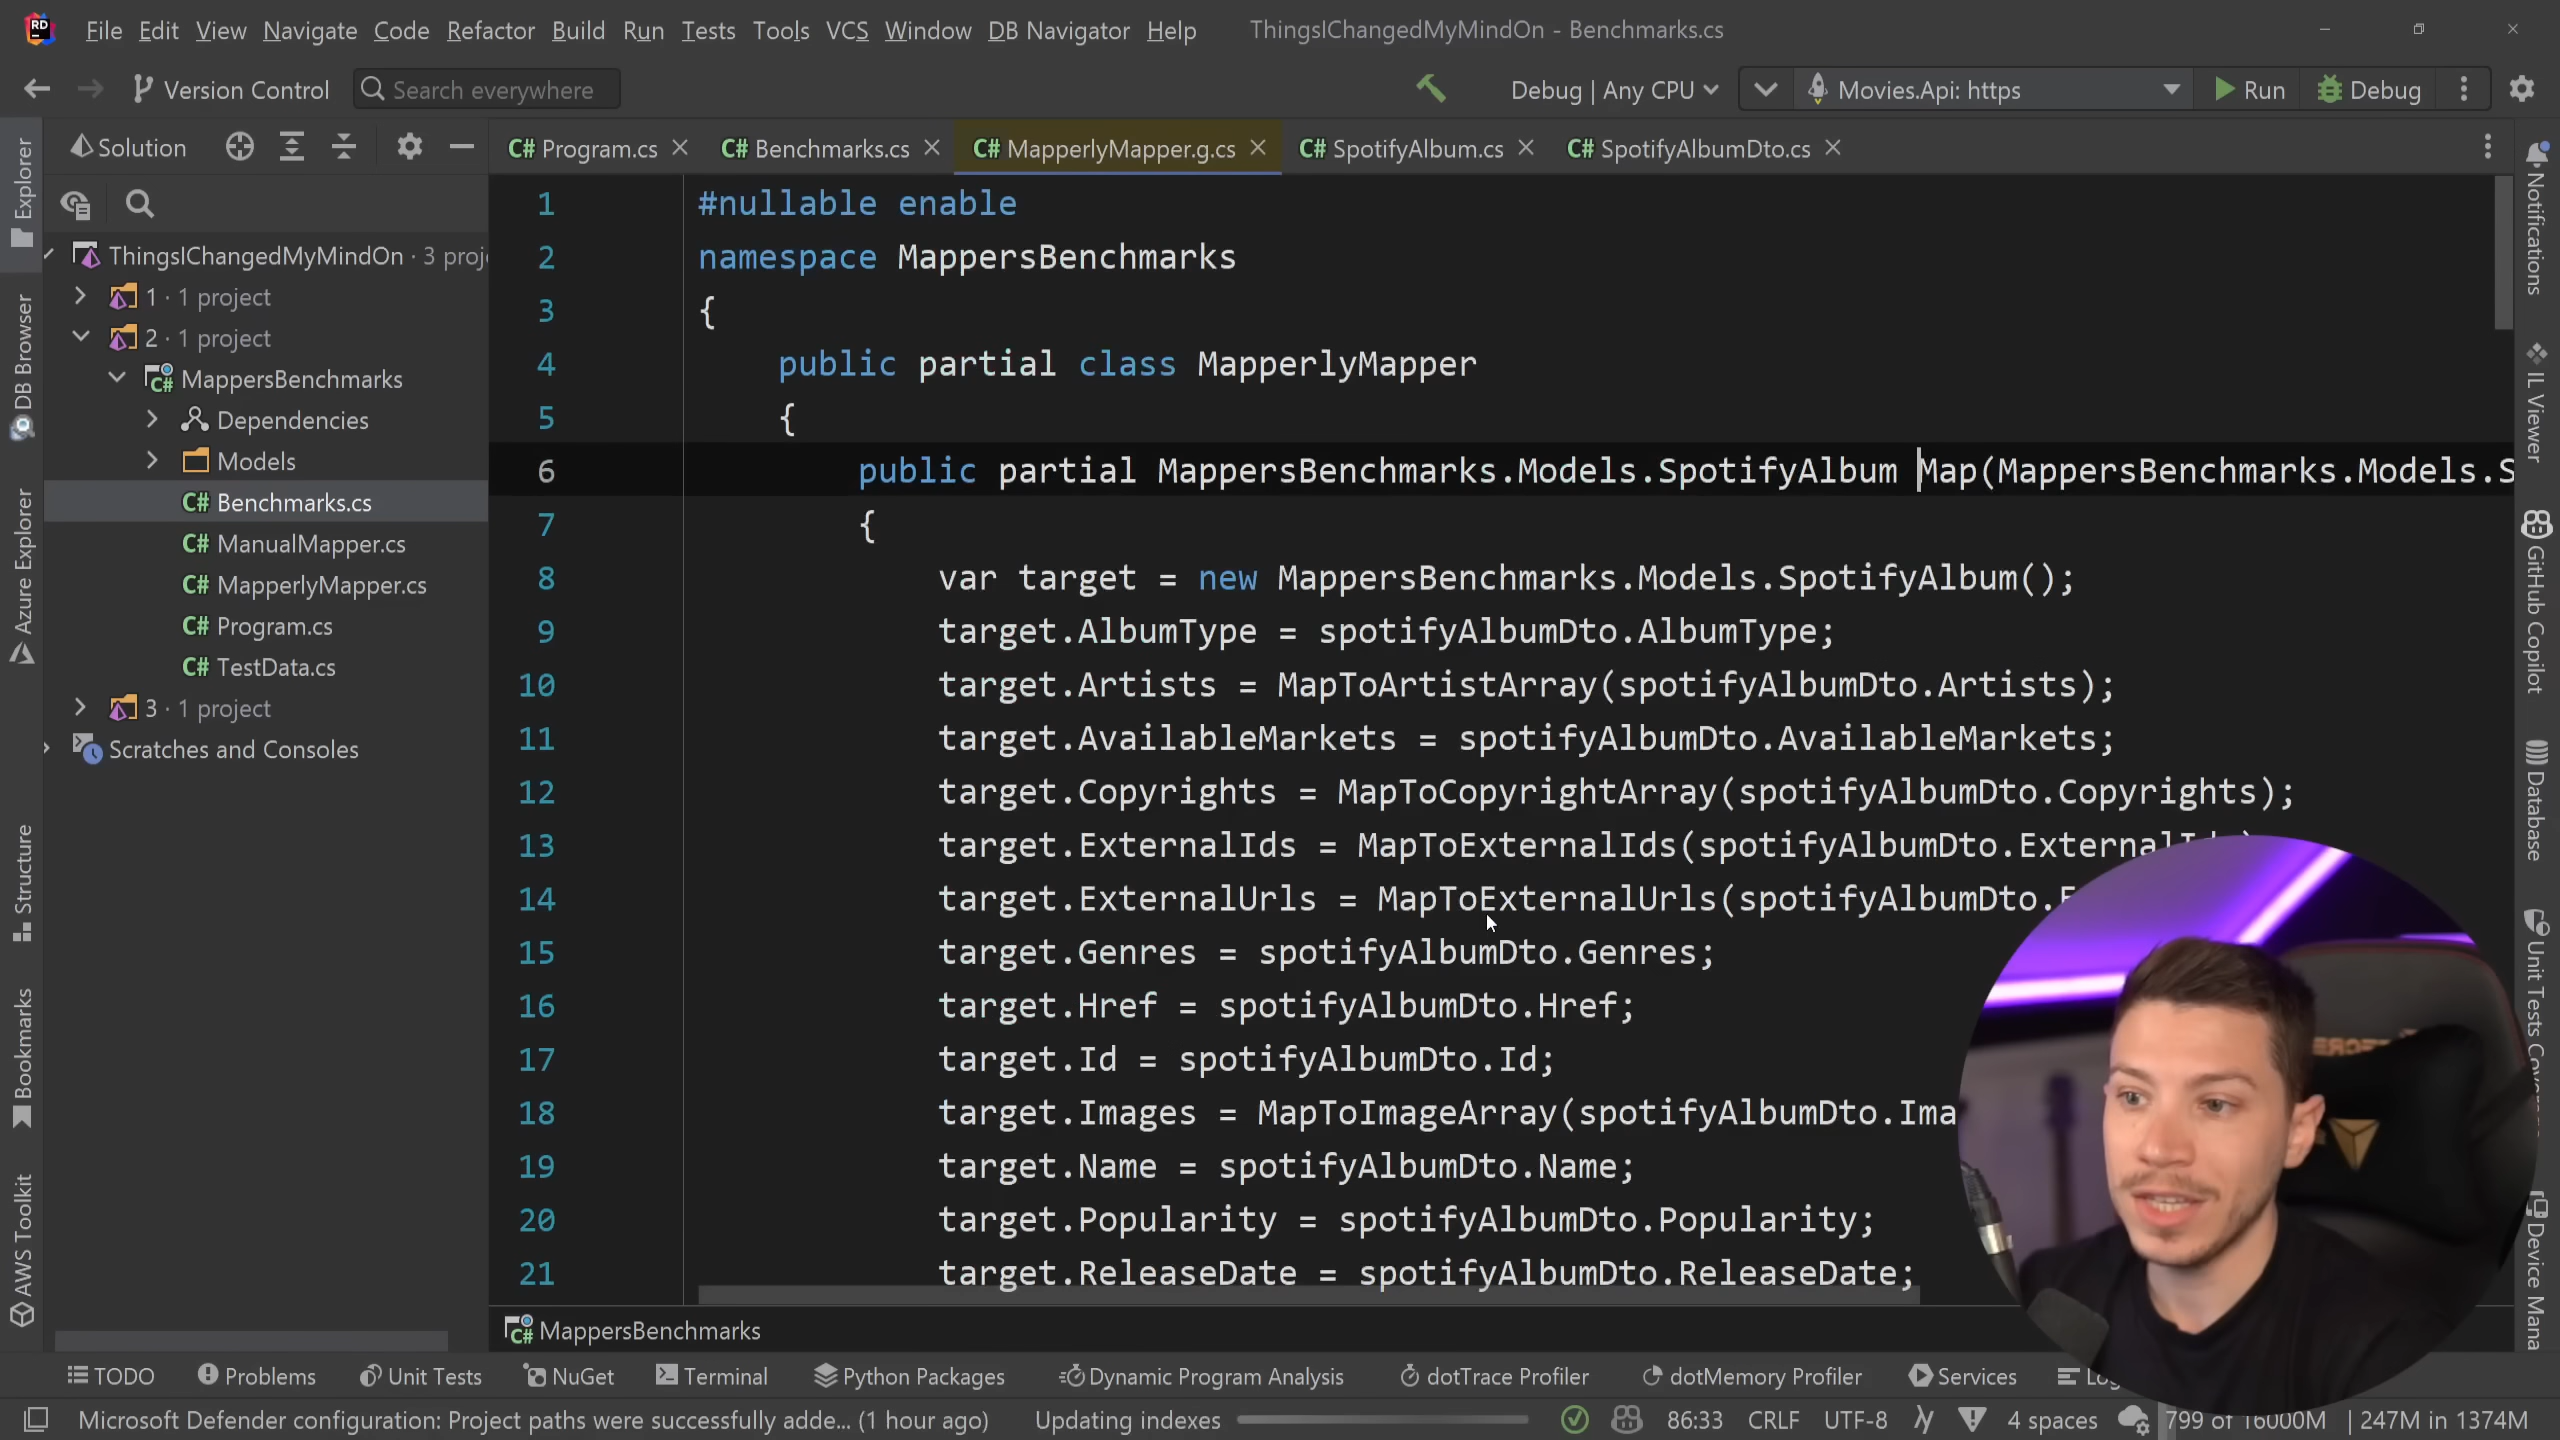 RD File Edit View Navigate Code Refactor Build Run Tests Tools VCS Window DB Navigator Help ThingsIChangedMyMindOn - Benchmarks.cs
Version Control Search everywhere Debug | Any CPU Movies.Api: https Run Debug
Solution
C# Program.cs C# Benchmarks.cs C# MapperlyMapper.g.cs C# SpotifyAlbum.cs C# SpotifyAlbumDto.cs
Explorer
DB Browser
Azure Explorer
Structure
Bookmarks
AWS Toolkit
ThingsIChangedMyMindOn · 3 proj
1 · 1 project
2 · 1 project
C# MappersBenchmarks
Dependencies
Models
C# Benchmarks.cs
C# ManualMapper.cs
C# MapperlyMapper.cs
C# Program.cs
C# TestData.cs
3 · 1 project
Scratches and Consoles
1 #nullable enable
2 namespace MappersBenchmarks
3 {
4 public partial class MapperlyMapper
5 {
6 public partial MappersBenchmarks.Models.SpotifyAlbum Map(MappersBenchmarks.Models.S
7 {
8 var target = new MappersBenchmarks.Models.SpotifyAlbum();
9 target.AlbumType = spotifyAlbumDto.AlbumType;
10 target.Artists = MapToArtistArray(spotifyAlbumDto.Artists);
11 target.AvailableMarkets = spotifyAlbumDto.AvailableMarkets;
12 target.Copyrights = MapToCopyrightArray(spotifyAlbumDto.Copyrights);
13 target.ExternalIds = MapToExternalIds(spotifyAlbumDto.ExternalIds)
14 target.ExternalUrls = MapToExternalUrls(spotifyAlbumDto.E
15 target.Genres = spotifyAlbumDto.Genres;
16 target.Href = spotifyAlbumDto.Href;
17 target.Id = spotifyAlbumDto.Id;
18 target.Images = MapToImageArray(spotifyAlbumDto.Ima
19 target.Name = spotifyAlbumDto.Name;
20 target.Popularity = spotifyAlbumDto.Popularity;
21 target.ReleaseDate = spotifyAlbumDto.ReleaseDate;
Notifications
IL Viewer
GitHub Copilot
Database
Unit Tests Cove
Device Mana
C# MappersBenchmarks
TODO Problems Unit Tests NuGet Terminal Python Packages Dynamic Program Analysis dotTrace Profiler dotMemory Profiler Services Log
Microsoft Defender configuration: Project paths were successfully adde... (1 hour ago) Updating indexes 86:33 CRLF UTF-8 4 spaces 799 of 16000M | 247M in 1374M